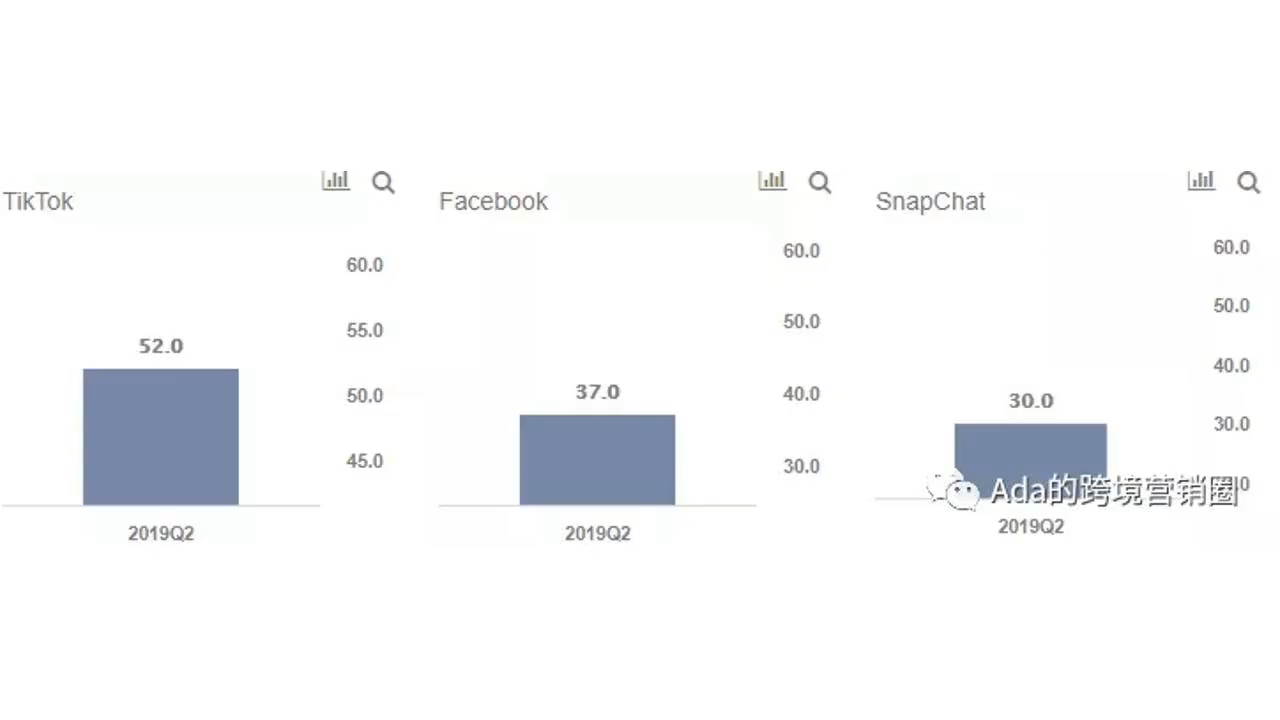 TikTok
60.0
55.0
52.0
50.0
45.0
2019Q2
Facebook
60.0
50.0
37.0
40.0
30.0
2019Q2
SnapChat
60.0
50.0
40.0
30.0
30.0
Ada的跨境营销圈
2019Q2